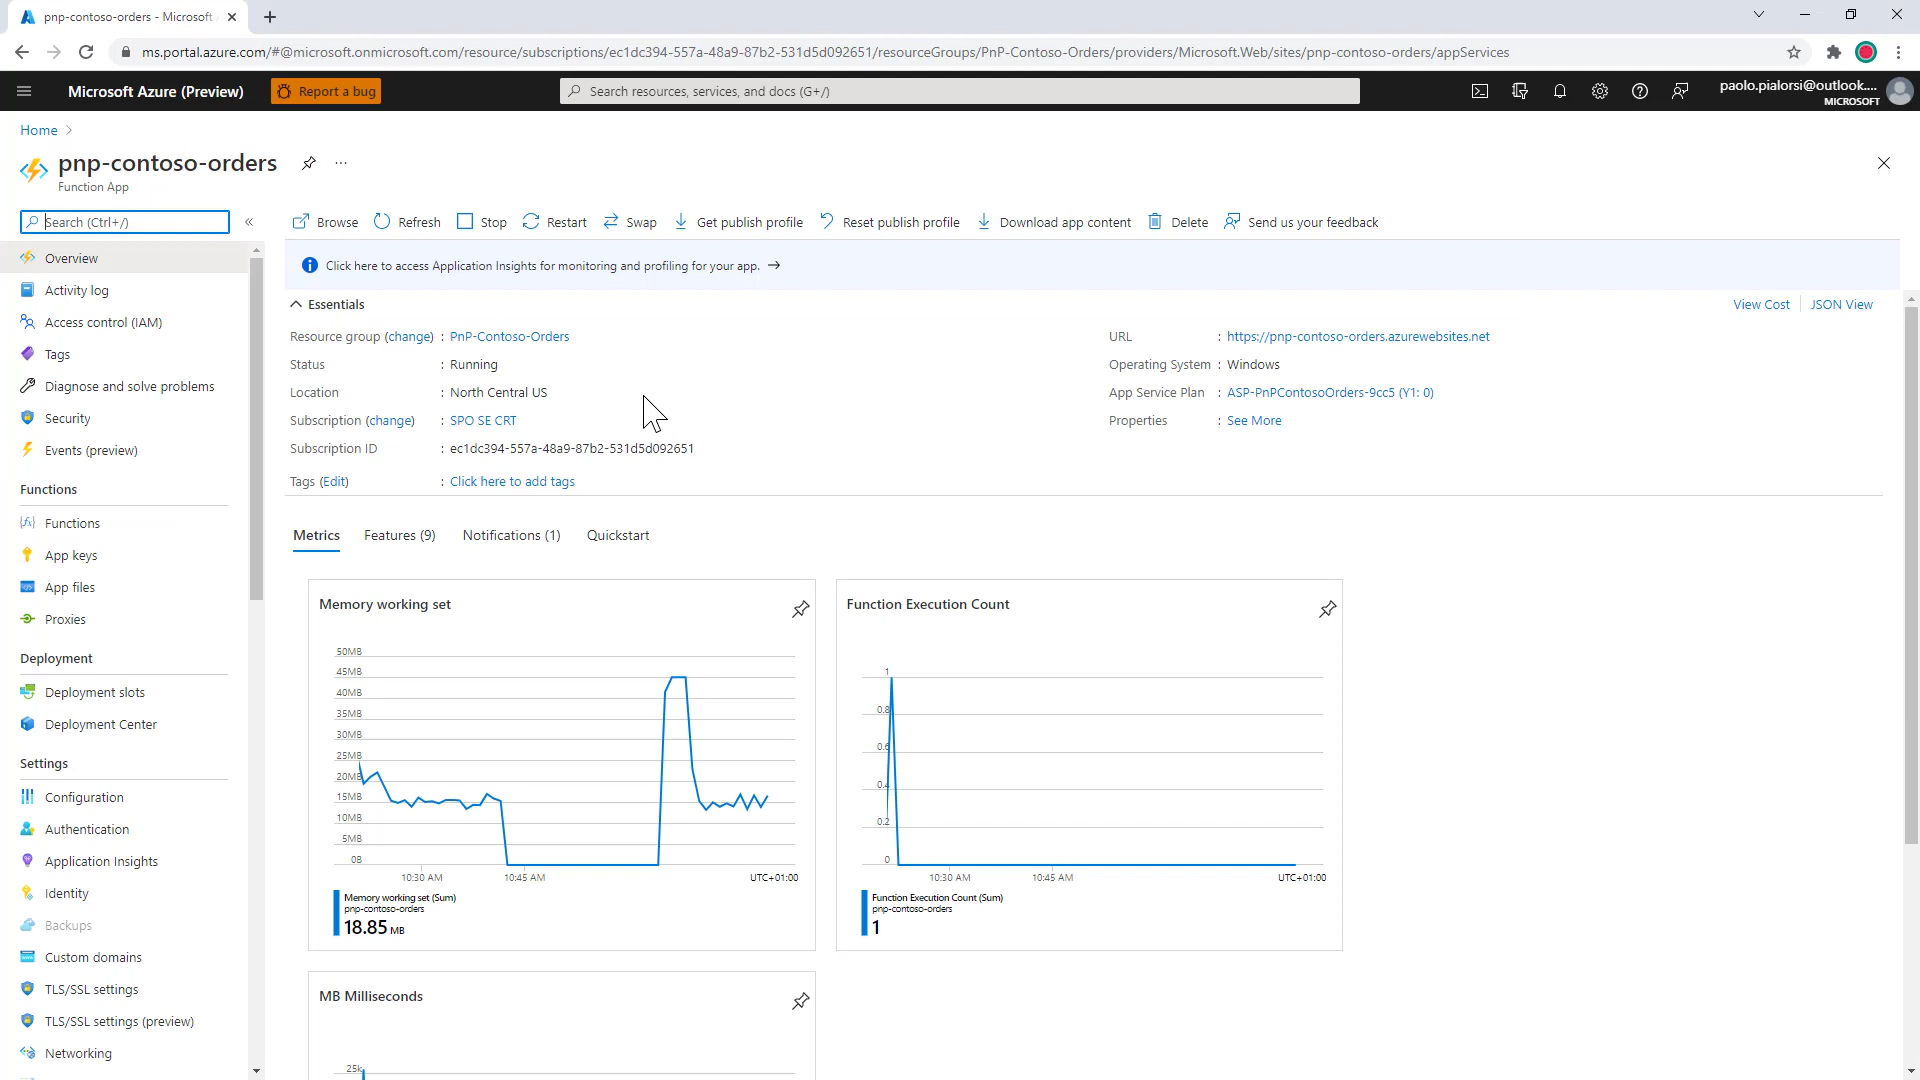 pnp-contoso-orders - Microsoft
ms.portal.azure.com/#@microsoft.onmicrosoft.com/resource/subscriptions/ec1dc394-557a-48a9-87b2-531d5d092651/resourceGroups/PnP-Contoso-Orders/providers/Microsoft.Web/sites/pnp-contoso-orders/appServices
Microsoft Azure (Preview)
Report a bug
Search resources, services, and docs (G+/)
paolo.pialorsi@outlook....
MICROSOFT
Home
pnp-contoso-orders
...
Function App
Search (Ctrl+/)
«
Browse
Refresh
Stop
Restart
Swap
Get publish profile
Reset publish profile
Download app content
Delete
Send us your feedback
Overview
Activity log
Access control (IAM)
Tags
Diagnose and solve problems
Security
Events (preview)
Functions
Functions
App keys
App files
Proxies
Deployment
Deployment slots
Deployment Center
Settings
Configuration
Authentication
Application Insights
Identity
Backups
Custom domains
TLS/SSL settings
TLS/SSL settings (preview)
Networking
Click here to access Application Insights for monitoring and profiling for your app. →
Essentials
View Cost
JSON View
Resource group (change) : PnP-Contoso-Orders
Status : Running
Location : North Central US
Subscription (change) : SPO SE CRT
Subscription ID : ec1dc394-557a-48a9-87b2-531d5d092651
Tags (Edit) : Click here to add tags
URL : https://pnp-contoso-orders.azurewebsites.net
Operating System : Windows
App Service Plan : ASP-PnPContosoOrders-9cc5 (Y1: 0)
Properties : See More
Metrics
Features (9)
Notifications (1)
Quickstart
Memory working set
50MB
45MB
40MB
35MB
30MB
25MB
20MB
15MB
10MB
5MB
0B
10:30 AM
10:45 AM
UTC+01:00
Memory working set (Sum)
pnp-contoso-orders
18.85 MB
Function Execution Count
1
0.8
0.6
0.4
0.2
0
10:30 AM
10:45 AM
UTC+01:00
Function Execution Count (Sum)
pnp-contoso-orders
1
MB Milliseconds
25k